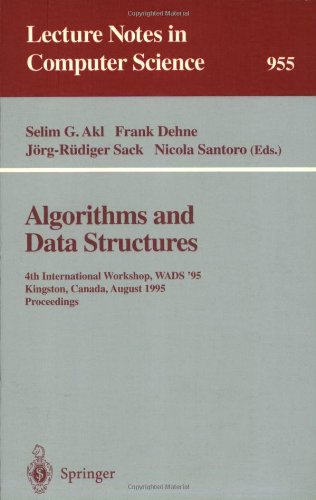 Lecture Notes in
Computer Science 955
Selim G. Akl Frank Dehne
Jörg-Rüdiger Sack Nicola Santoro (Eds.)
Algorithms and
Data Structures
4th International Workshop, WADS '95
Kingston, Canada, August 1995
Proceedings
Springer